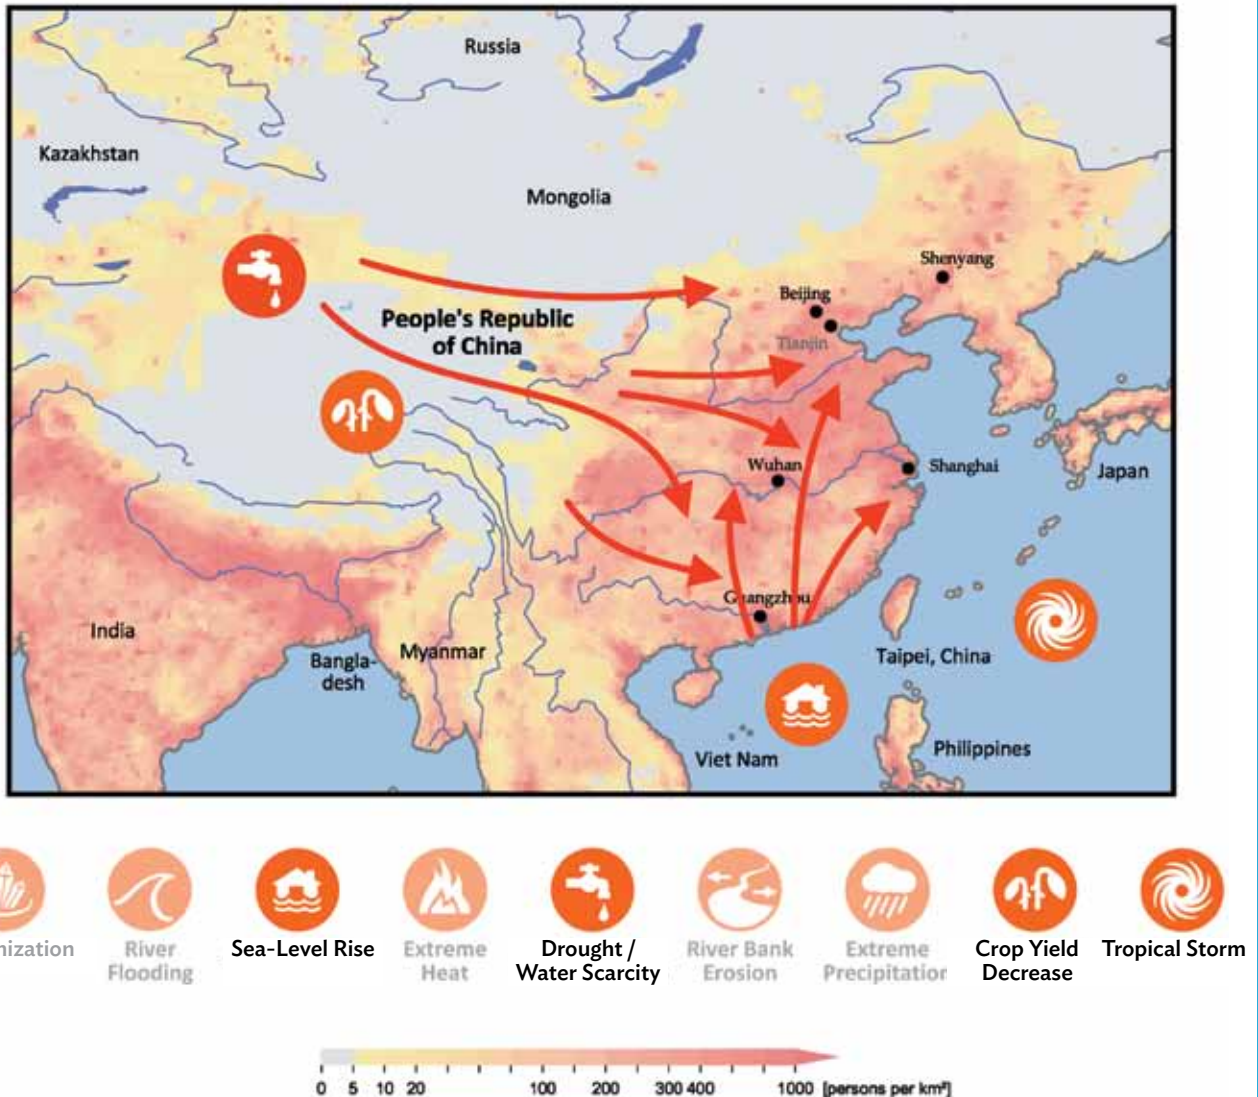 Russia
Kazakhstan
Mongolia
Shenyang
Beijing
People's Republic
of China
Tianjin
Wuhan
Shanghai
Japan
Guangzhou
India
Bangla-
desh
Myanmar
Taipei, China
Viet Nam
Philippines
River
Flooding
Sea-Level Rise
Extreme
Heat
Drought /
Water Scarcity
River Bank
Erosion
Extreme
Precipitation
Crop Yield
Decrease
Tropical Storm
0 5 10 20 100 200 300 400 1000 [persons per km²]